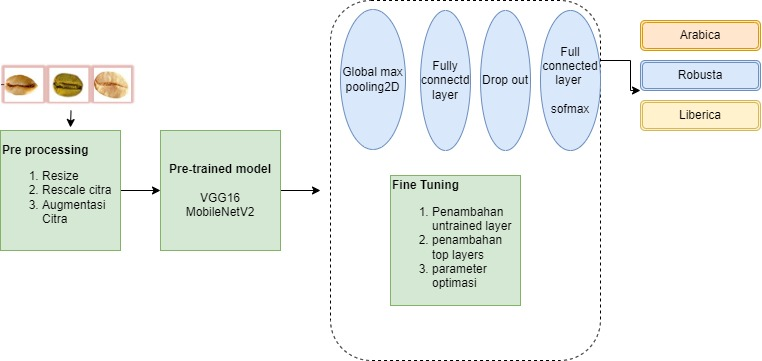 Pre processing
1. Resize
2. Rescale citra
3. Augmentasi
Citra
Pre-trained model
VGG16
MobileNetV2
Global max
pooling2D
Fully
connectd
layer
Drop out
Full
connected
layer
sofmax
Fine Tuning
1. Penambahan
untrained layer
2. penambahan
top layers
3. parameter
optimasi
Arabica
Robusta
Liberica